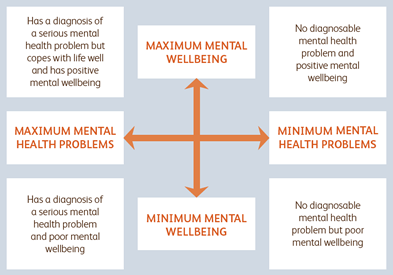 Has a diagnosis of
a serious mental
health problem but
copes with life well
and has positive
mental wellbeing
MAXIMUM MENTAL
WELLBEING
No diagnosable
mental health
problem and
positive mental
wellbeing
MAXIMUM MENTAL
HEALTH PROBLEMS
MINIMUM MENTAL
HEALTH PROBLEMS
Has a diagnosis of
a serious mental
health problem
and poor mental
wellbeing
MINIMUM MENTAL
WELLBEING
No diagnosable
mental health
problem but poor
mental wellbeing